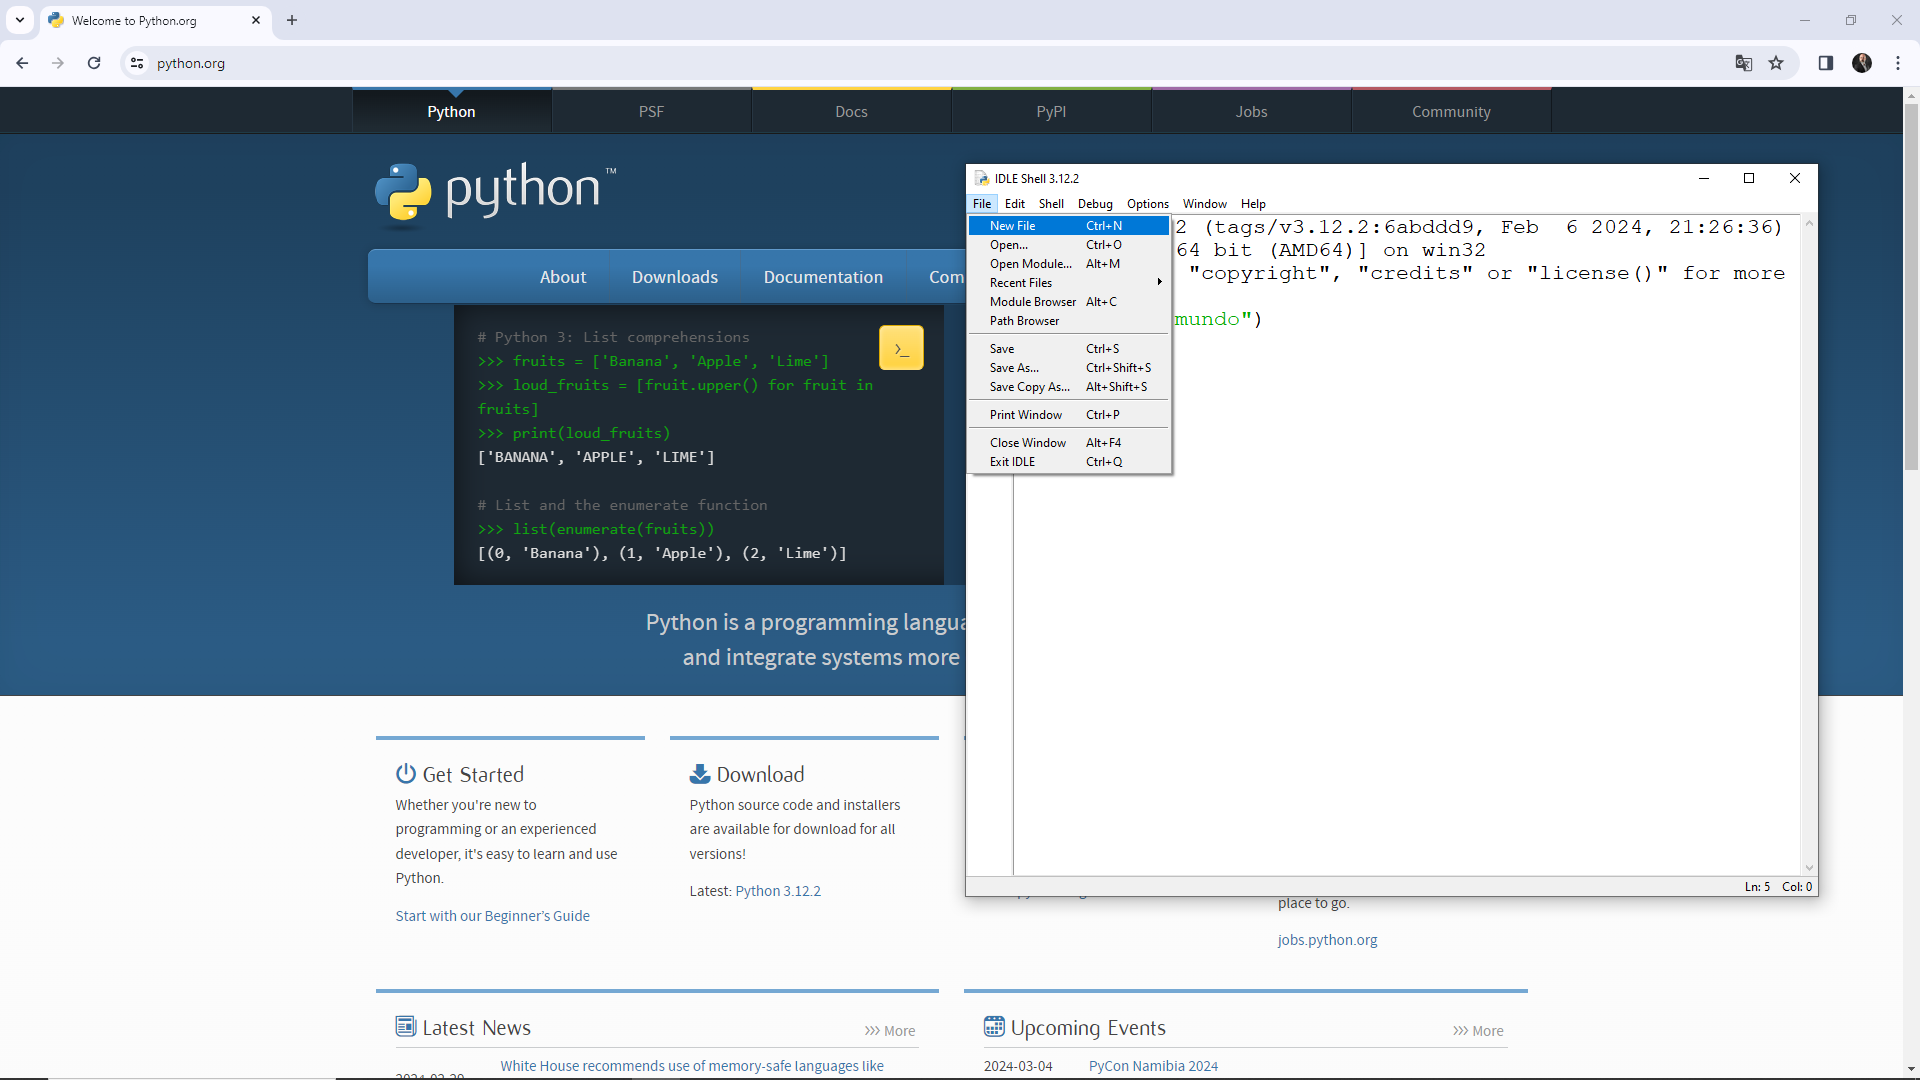 Welcome to Python.org
python.org
Python PSF Docs PyPI Jobs Community
python™
About Downloads Documentation Com
# Python 3: List comprehensions
>>> fruits = ['Banana', 'Apple', 'Lime']
>>> loud_fruits = [fruit.upper() for fruit in
fruits]
>>> print(loud_fruits)
['BANANA', 'APPLE', 'LIME']
# List and the enumerate function
>>> list(enumerate(fruits))
[(0, 'Banana'), (1, 'Apple'), (2, 'Lime')]
>_
Python is a programming langua
and integrate systems more
IDLE Shell 3.12.2
File Edit Shell Debug Options Window Help
New File Ctrl+N
Open... Ctrl+O
Open Module... Alt+M
Recent Files
Module Browser Alt+C
Path Browser
Save Ctrl+S
Save As... Ctrl+Shift+S
Save Copy As... Alt+Shift+S
Print Window Ctrl+P
Close Window Alt+F4
Exit IDLE Ctrl+Q
2 (tags/v3.12.2:6abddd9, Feb 6 2024, 21:26:36)
64 bit (AMD64)] on win32
"copyright", "credits" or "license()" for more
mundo")
Ln: 5 Col: 0
Get Started
Whether you're new to
programming or an experienced
developer, it's easy to learn and use
Python.
Start with our Beginner’s Guide
Download
Python source code and installers
are available for download for all
versions!
Latest: Python 3.12.2
place to go.
jobs.python.org
Latest News
>>> More
White House recommends use of memory-safe languages like
Upcoming Events
>>> More
2024-03-04 PyCon Namibia 2024